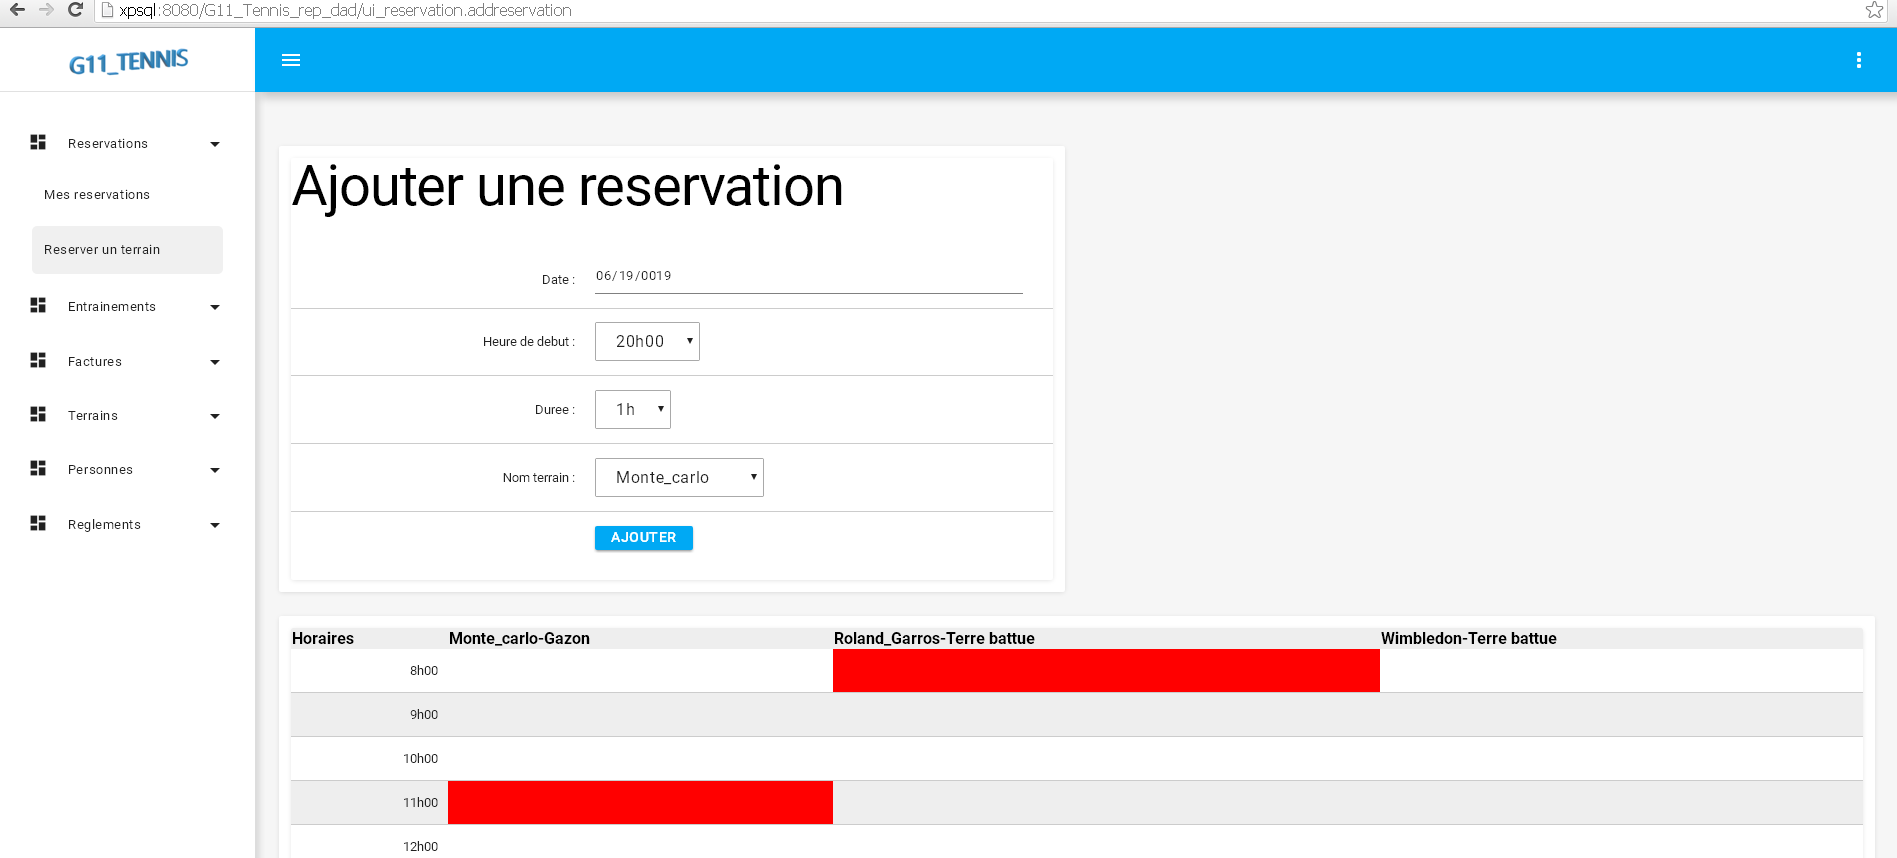 xpsql:8080/G11_Tennis_rep_dad/ui_reservation.addreservation
G11_TENNIS
Reservations
Mes reservations
Reserver un terrain
Entrainements
Factures
Terrains
Personnes
Reglements
Ajouter une reservation
Date : 06/19/0019
Heure de debut : 20h00
Duree : 1h
Nom terrain : Monte_carlo
AJOUTER
Horaires Monte_carlo-Gazon Roland_Garros-Terre battue Wimbledon-Terre battue
8h00
9h00
10h00
11h00
12h00